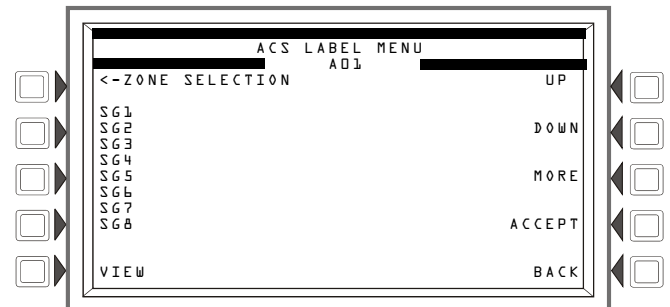 ACS LABEL MENU
A01
<-ZONE SELECTION UP
SG1
SG2 DOWN
SG3
SG4
SG5 MORE
SG6
SG7
SG8 ACCEPT
VIEW BACK